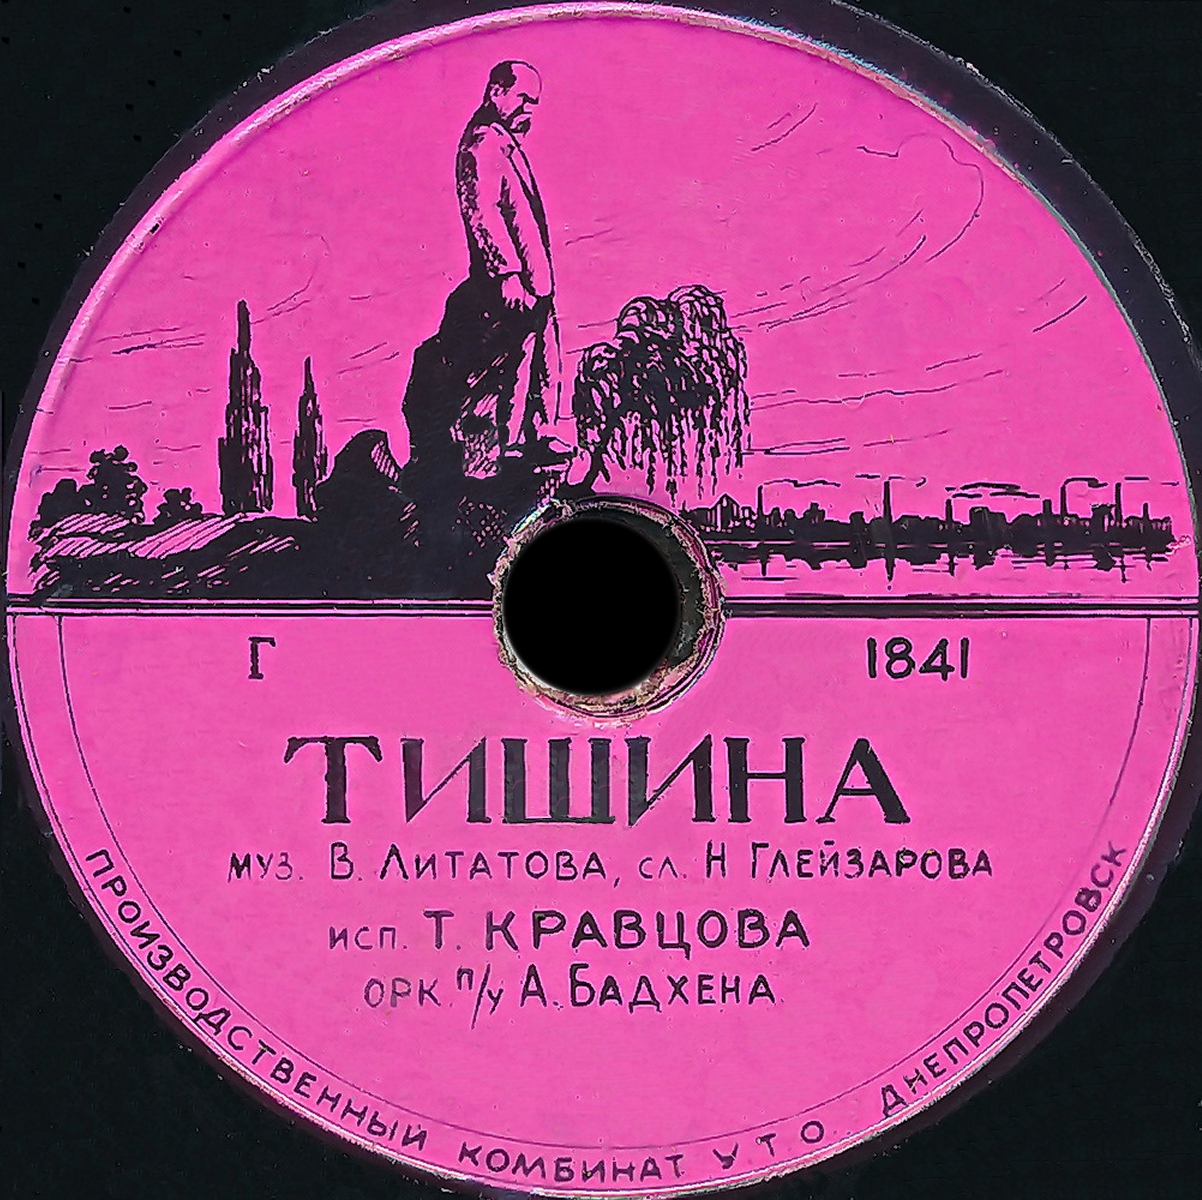 Г 1841
ТИШИНА
муз. В. Литатова, сл. Н Глейзарова
исп. Т. Кравцова
орк. п/у А. Бадхена
ПРОИЗВОДСТВЕННЫЙ КОМБИНАТ У.Т.О. ДНЕПРОПЕТРОВСК